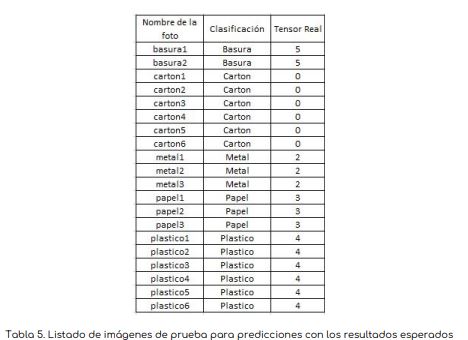 Nombre de la foto Clasificación Tensor Real
basura1 Basura 5
basura2 Basura 5
carton1 Carton 0
carton2 Carton 0
carton3 Carton 0
carton4 Carton 0
carton5 Carton 0
carton6 Carton 0
metal1 Metal 2
metal2 Metal 2
metal3 Metal 2
papel1 Papel 3
papel2 Papel 3
papel3 Papel 3
plastico1 Plastico 4
plastico2 Plastico 4
plastico3 Plastico 4
plastico4 Plastico 4
plastico5 Plastico 4
plastico6 Plastico 4
Tabla 5. Listado de imágenes de prueba para predicciones con los resultados esperados